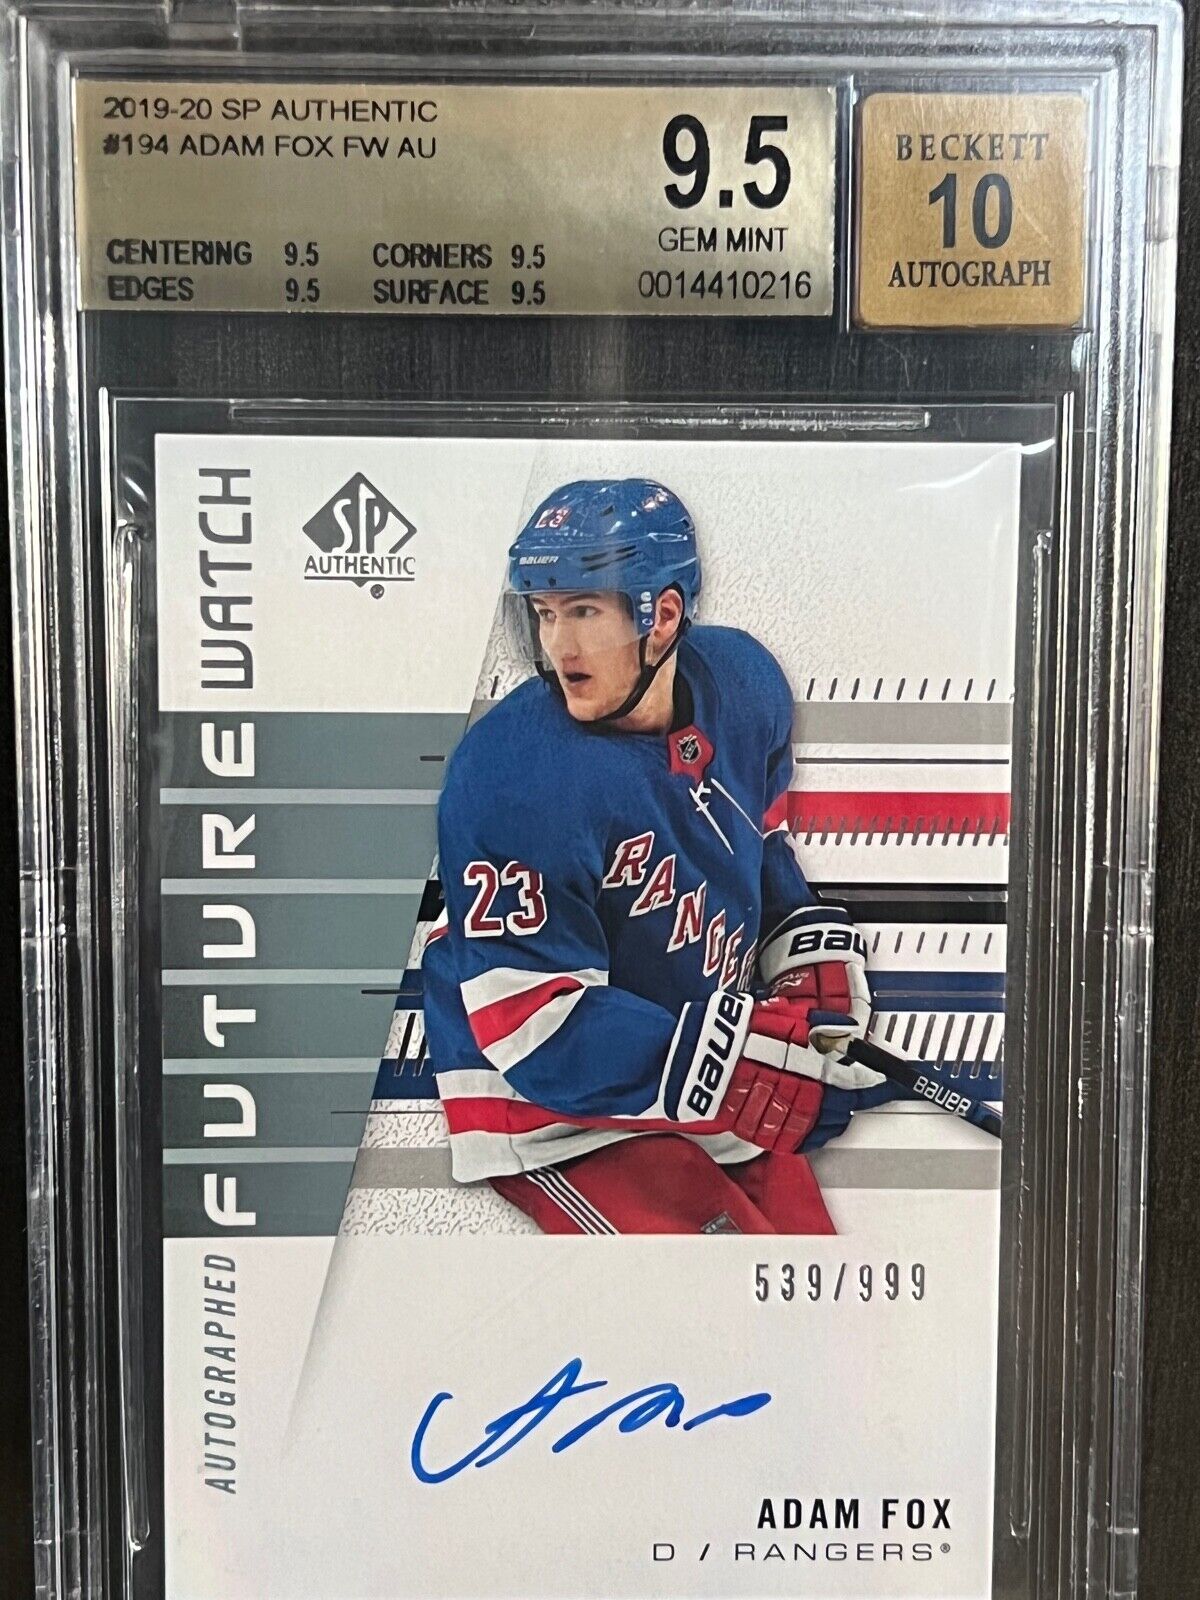 2019-20 SP AUTHENTIC
#194 ADAM FOX FW AU
CENTERING 9.5 CORNERS 9.5
EDGES 9.5 SURFACE 9.5
9.5
GEM MINT
0014410216
BECKETT
10
AUTOGRAPH
SP
AUTHENTIC
AUTOGRAPHED FUTURE WATCH
23
BAUER
23
RANGER
BAU
BAUER
BAUER
539/999
ADAM FOX
D / RANGERS®